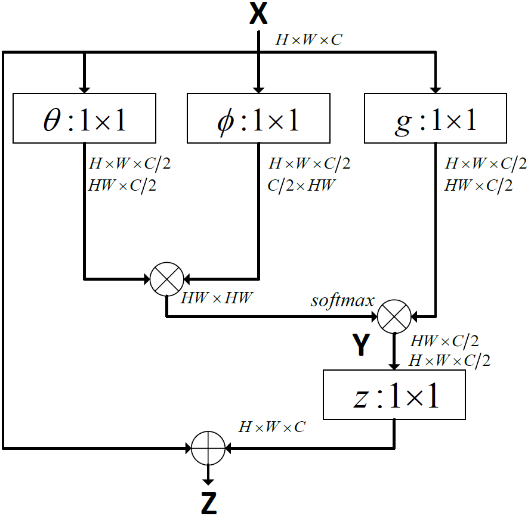 X
H×W×C
θ:1×1
ϕ:1×1
g:1×1
H×W×C/2
HW×C/2
H×W×C/2
C/2×HW
H×W×C/2
HW×C/2
HW×HW
softmax
Y
HW×C/2
H×W×C/2
z:1×1
H×W×C
Z